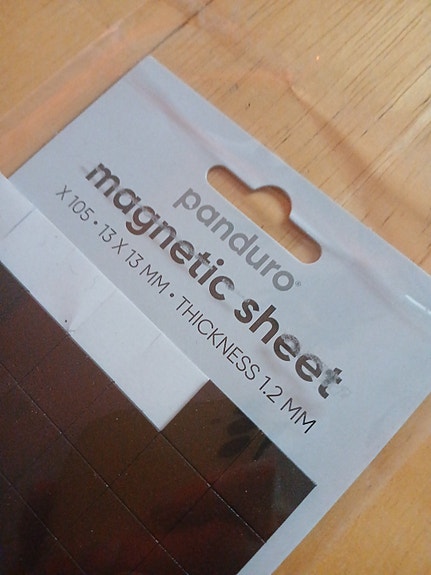 panduro®
magnetic sheet
X 105 • 13 X 13 MM • THICKNESS 1.2 MM